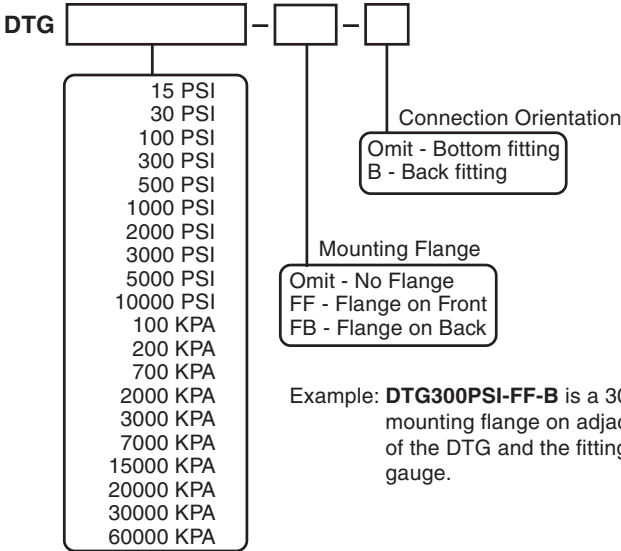 DTG – –
15 PSI
30 PSI
100 PSI
300 PSI
500 PSI
1000 PSI
2000 PSI
3000 PSI
5000 PSI
10000 PSI
100 KPA
200 KPA
700 KPA
2000 KPA
3000 KPA
7000 KPA
15000 KPA
20000 KPA
30000 KPA
60000 KPA
Connection Orientation
Omit - Bottom fitting
B - Back fitting
Mounting Flange
Omit - No Flange
FF - Flange on Front
FB - Flange on Back
Example: DTG300PSI-FF-B is a 30
mounting flange on
of the DTG and the fitting
gauge.